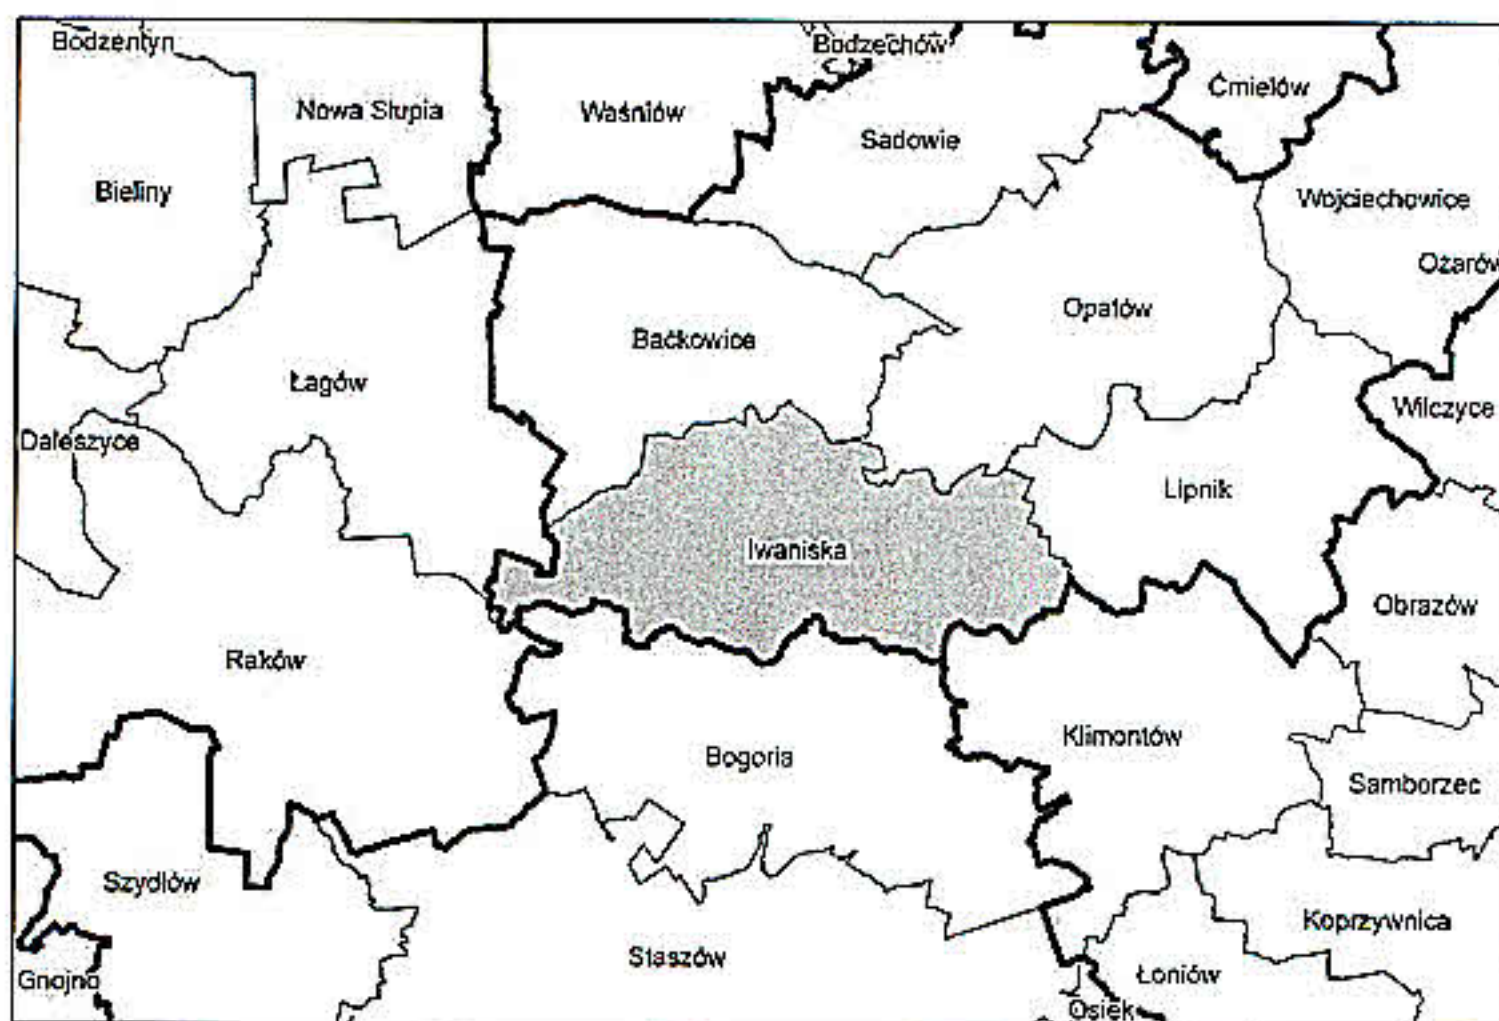 Bodzentyn
Bodzechów
Nowa Słupia
Waśniów
Ćmielów
Sadowie
Bieliny
Wojciechowice
Ożarów
Opatów
Baćkowice
Łagów
Wilczyce
Daleszyce
Lipnik
Iwaniska
Obrazów
Raków
Klimontów
Bogoria
Samborzec
Szydłów
Koprzywnica
Staszów
Łoniów
Gnojno
Osiek